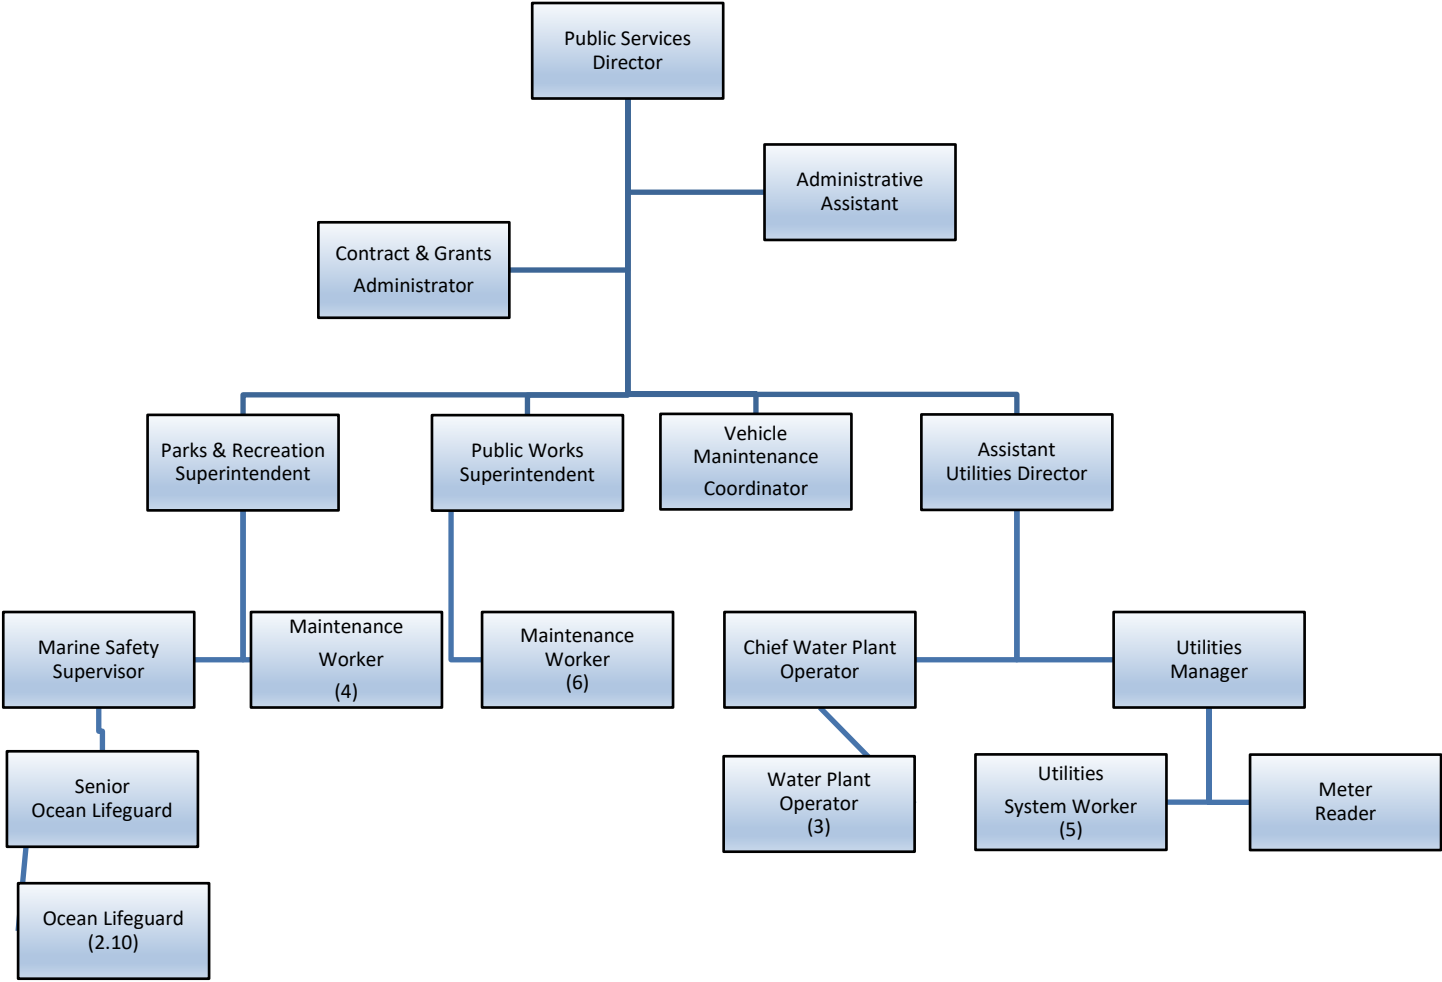 Public Services
Director
Administrative
Assistant
Contract & Grants
Administrator
Parks & Recreation
Superintendent
Public Works
Superintendent
Vehicle
Manintenance
Coordinator
Assistant
Utilities Director
Marine Safety
Supervisor
Maintenance
Worker
(4)
Maintenance
Worker
(6)
Chief Water Plant
Operator
Utilities
Manager
Senior
Ocean Lifeguard
Water Plant
Operator
(3)
Utilities
System Worker
(5)
Meter
Reader
Ocean Lifeguard
(2.10)